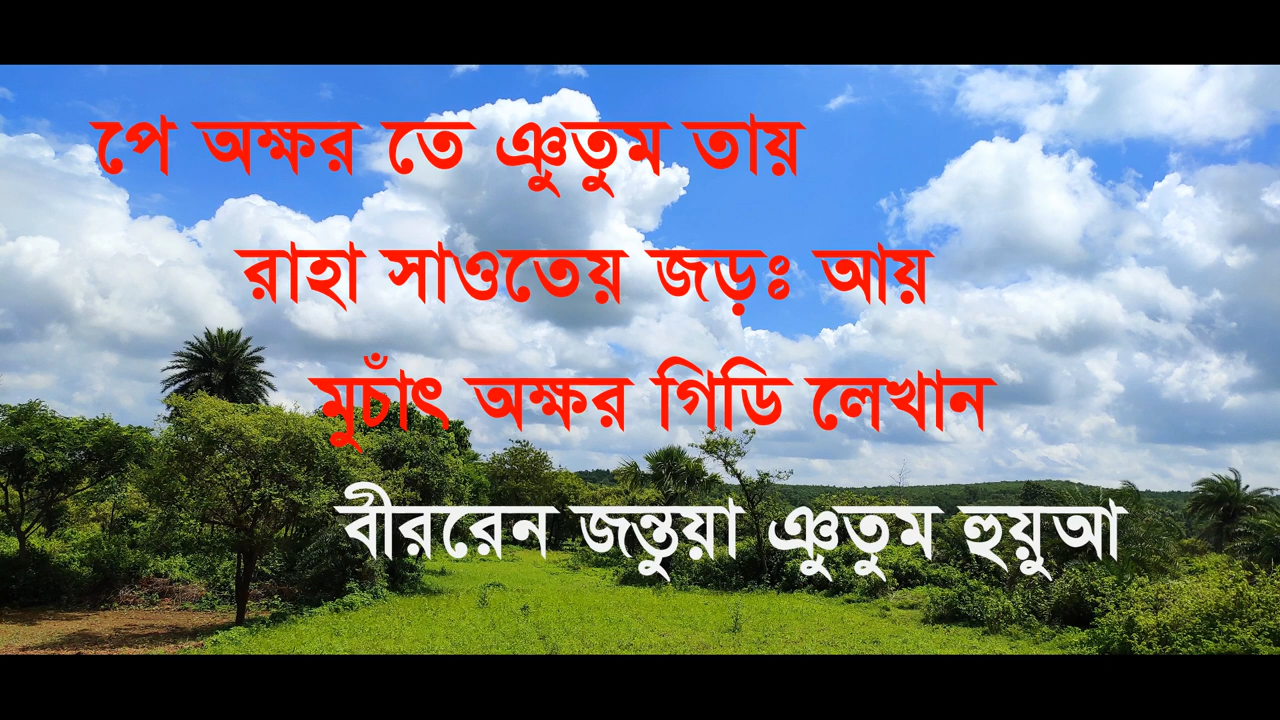 পে অক্ষর তে ঞুতুম তায়
রাহা সাওতেয় জড়ঃ আয়
মুচাঁৎ অক্ষর গিডি লেখান
বীররেন জন্তুয়া ঞুতুম হুয়ুআ